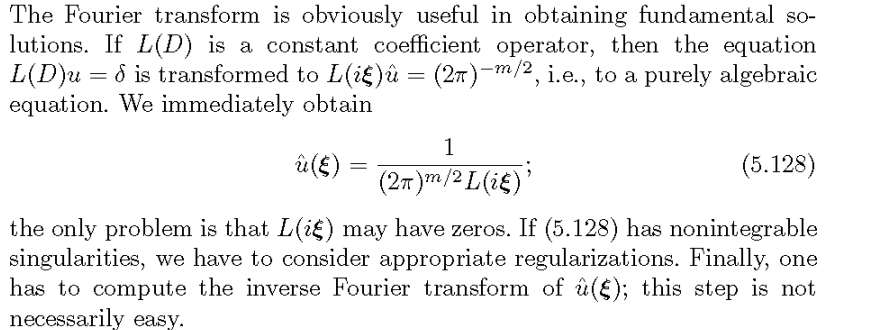 The Fourier transform is obviously useful in obtaining fundamental so-
lutions. If L(D) is a constant coefficient operator, then the equation
L(D)u = δ is transformed to L(iξ)û = (2π)^{−m/2}, i.e., to a purely algebraic
equation. We immediately obtain
û(ξ) = \frac{1}{(2π)^{m/2}L(iξ)}; (5.128)
the only problem is that L(iξ) may have zeros. If (5.128) has nonintegrable
singularities, we have to consider appropriate regularizations. Finally, one
has to compute the inverse Fourier transform of û(ξ); this step is not
necessarily easy.